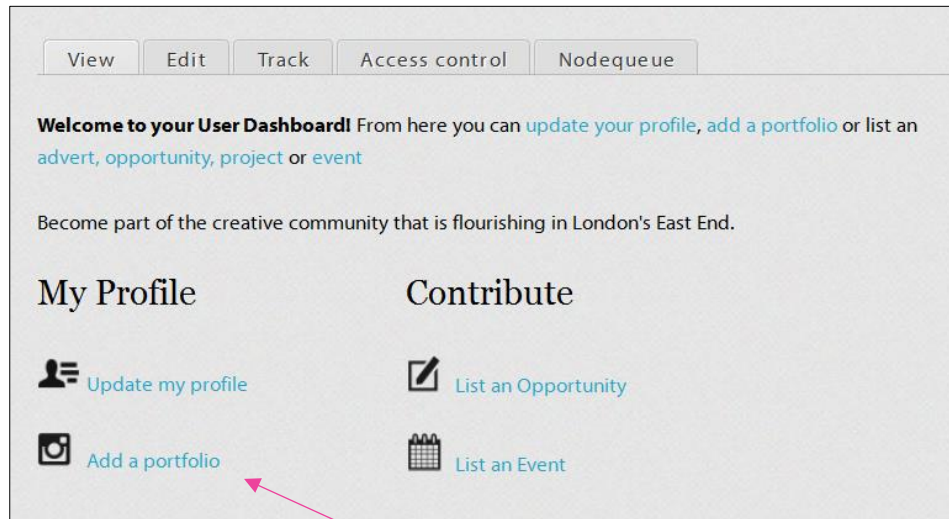 View Edit Track Access control Nodequeue
Welcome to your User Dashboard! From here you can update your profile, add a portfolio or list an
advert, opportunity, project or event
Become part of the creative community that is flourishing in London's East End.
My Profile
Update my profile
Add a portfolio
Contribute
List an Opportunity
List an Event